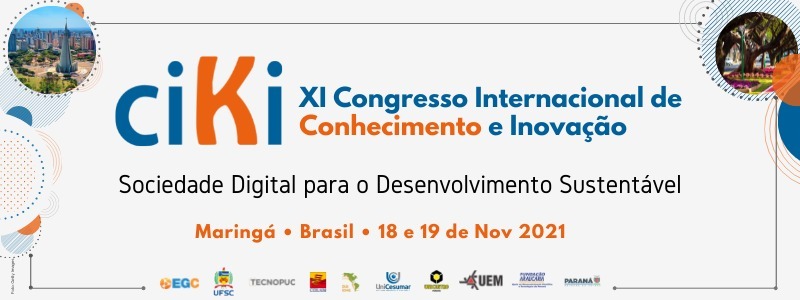 ciKi
XI Congresso Internacional de
Conhecimento e Inovação
Sociedade Digital para o Desenvolvimento Sustentável
Maringá • Brasil • 18 e 19 de Nov 2021
EGC
UFSC
TECNOPUC
UniCesumar
UEM
FUNDAÇÃO
ARAUCÁRIA
PARANÁ